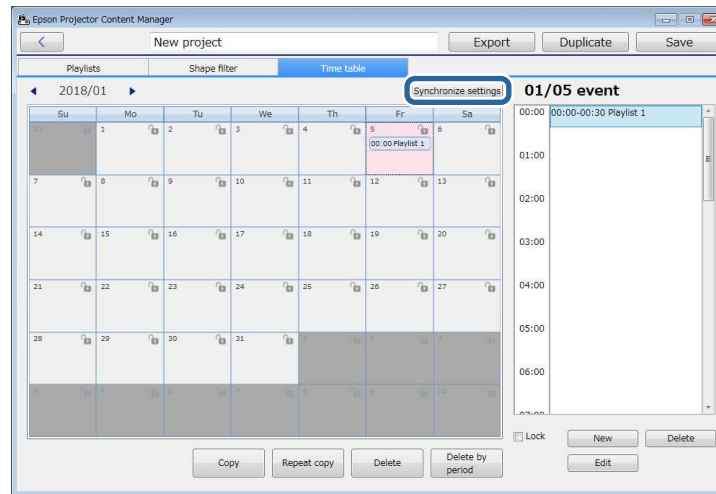 Epson Projector Content Manager
New project
Export
Duplicate
Save
Playlists
Shape filter
Time table
2018/01
Synchronize settings
01/05 event
Su Mo Tu We Th Fr Sa
31 1 2 3 4 5 6
00:00 Playlist 1
7 8 9 10 11 12 13
14 15 16 17 18 19 20
21 22 23 24 25 26 27
28 29 30 31 1 2 3
4 5 6 7 8 9 10
00:00 00:00-00:30 Playlist 1
01:00
02:00
03:00
04:00
05:00
06:00
07:00
Lock
New
Delete
Edit
Copy
Repeat copy
Delete
Delete by
period